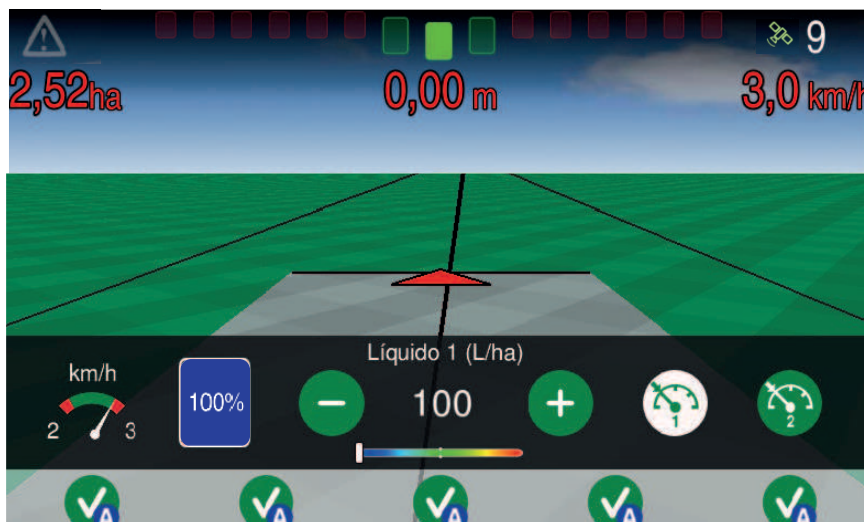 9
2,52ha
0,00 m
3,0 km/h
Líquido 1 (L/ha)
km/h
100%
100
2
3
1
2
A A A A A